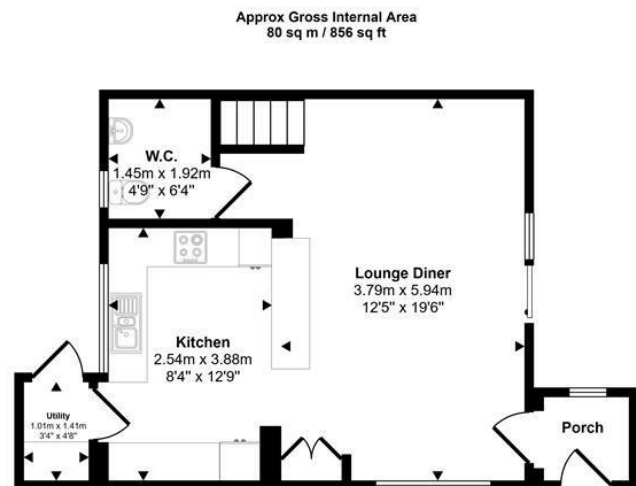 Approx Gross Internal Area
80 sq m / 856 sq ft
W.C.
1.45m x 1.92m
4'9" x 6'4"
Lounge Diner
3.79m x 5.94m
12'5" x 19'6"
Kitchen
2.54m x 3.88m
8'4" x 12'9"
Utility
1.01m x 1.41m
3'4" x 4'8"
Porch